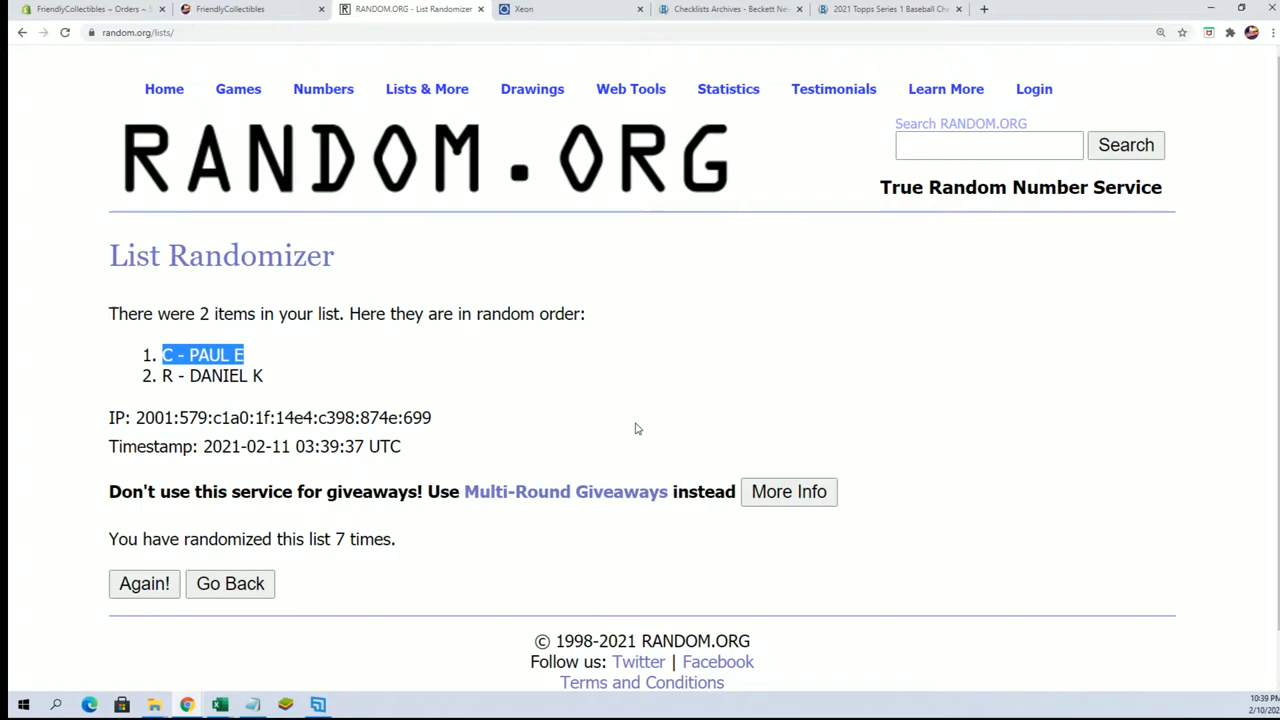 FriendlyCollectibles ~ Orders ~ S
FriendlyCollectibles
RANDOM.ORG - List Randomizer
Xeon
Checklists Archives - Beckett New
2021 Topps Series 1 Baseball Che
random.org/lists/
Home Games Numbers Lists & More Drawings Web Tools Statistics Testimonials Learn More Login
RANDOM.ORG
Search RANDOM.ORG
Search
True Random Number Service
List Randomizer
There were 2 items in your list. Here they are in random order:
1. C - PAUL E
2. R - DANIEL K
IP: 2001:579:c1a0:1f:14e4:c398:874e:699
Timestamp: 2021-02-11 03:39:37 UTC
Don't use this service for giveaways! Use Multi-Round Giveaways instead More Info
You have randomized this list 7 times.
Again! Go Back
© 1998-2021 RANDOM.ORG
Follow us: Twitter | Facebook
Terms and Conditions
10:39 PM
2/10/202